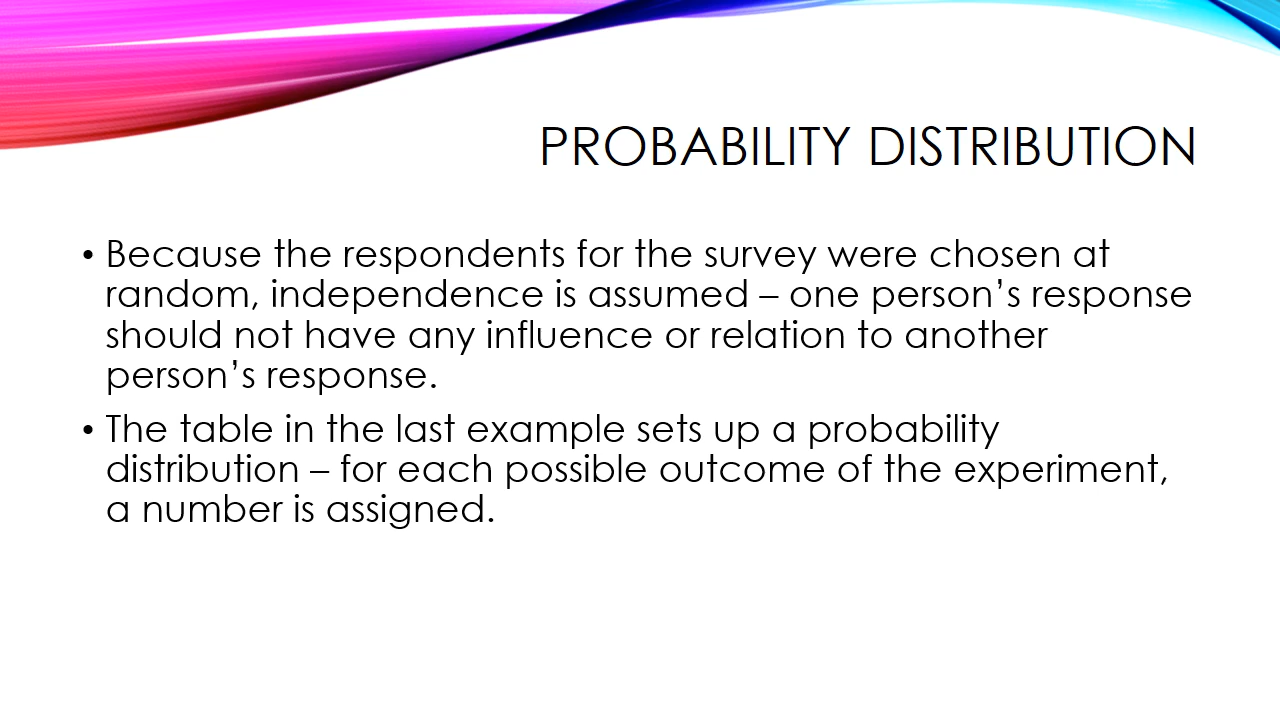 PROBABILITY DISTRIBUTION
• Because the respondents for the survey were chosen at
random, independence is assumed – one person’s response
should not have any influence or relation to another
person’s response.
• The table in the last example sets up a probability
distribution – for each possible outcome of the experiment,
a number is assigned.